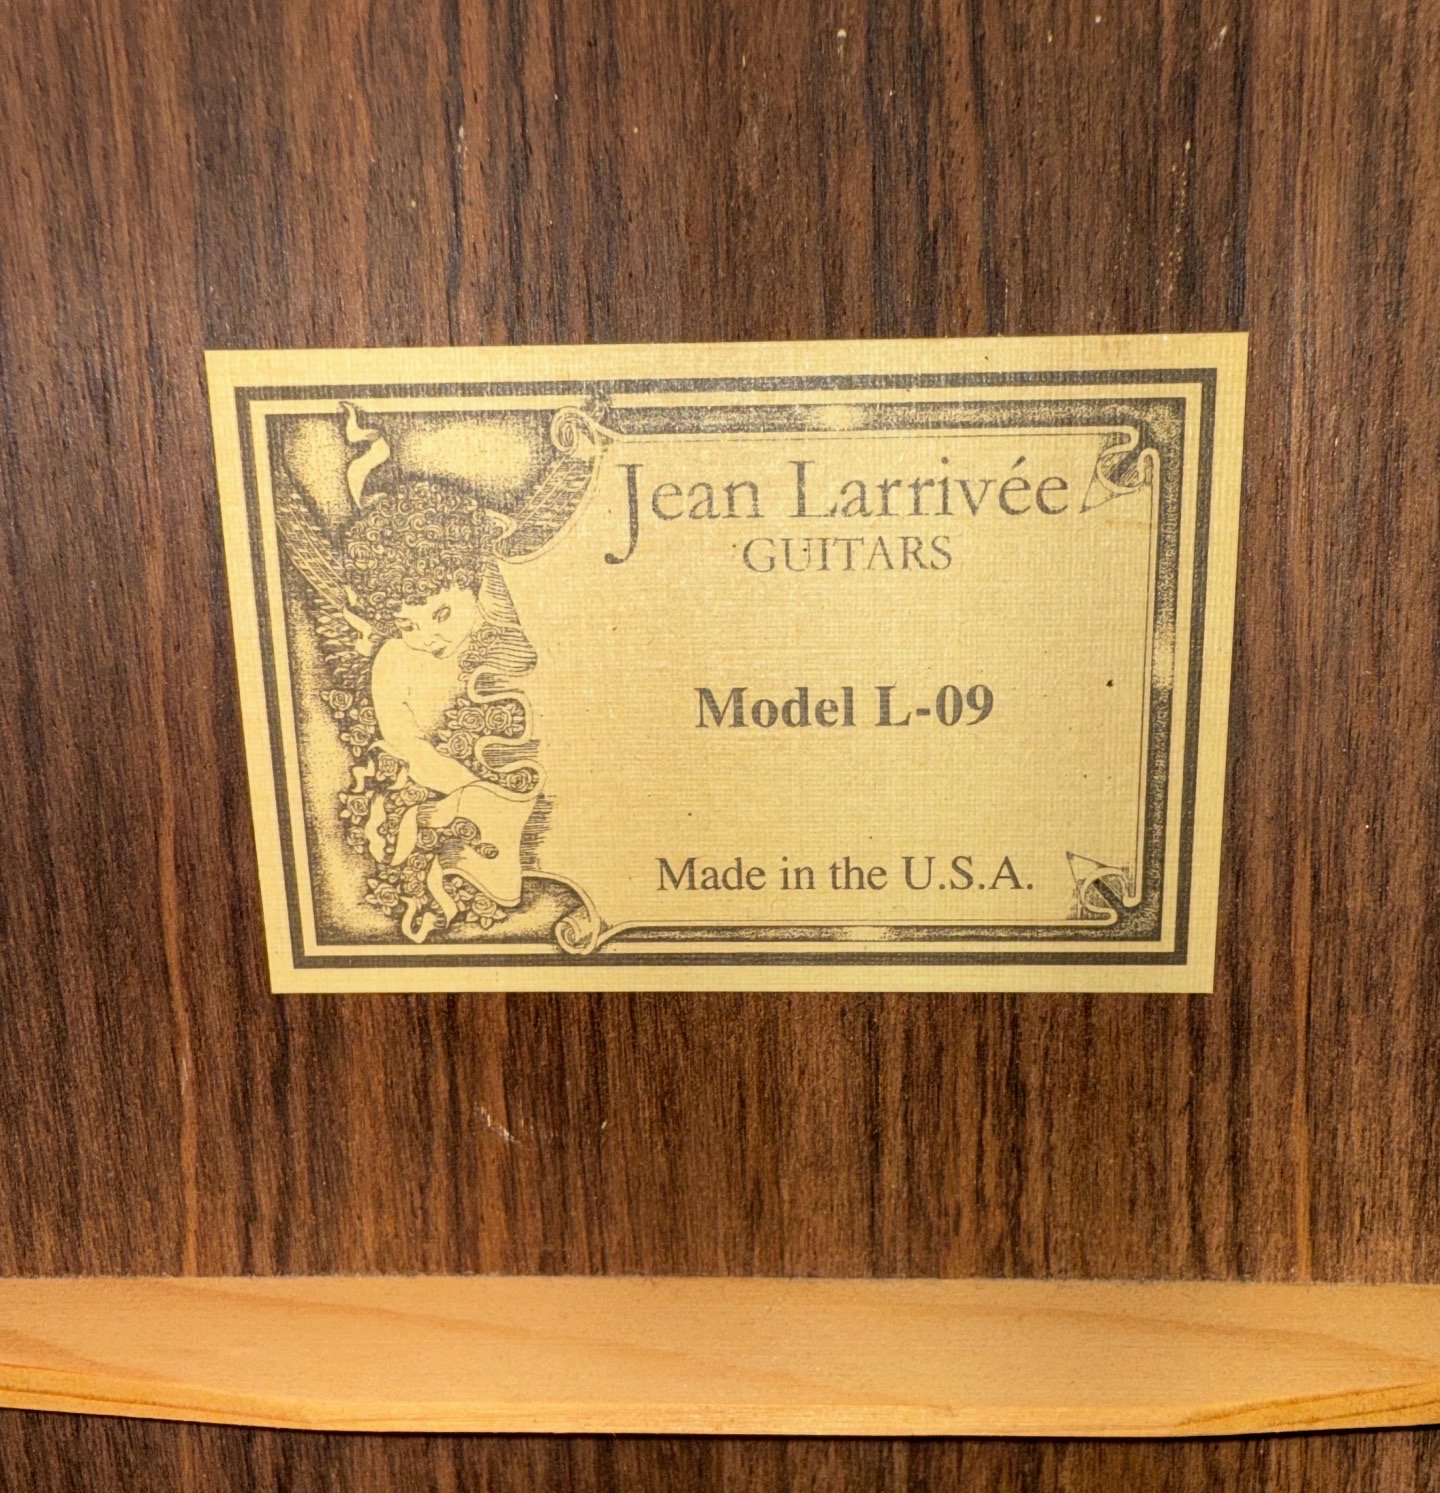 Jean Larrivée
GUITARS
Model L-09
Made in the U.S.A.